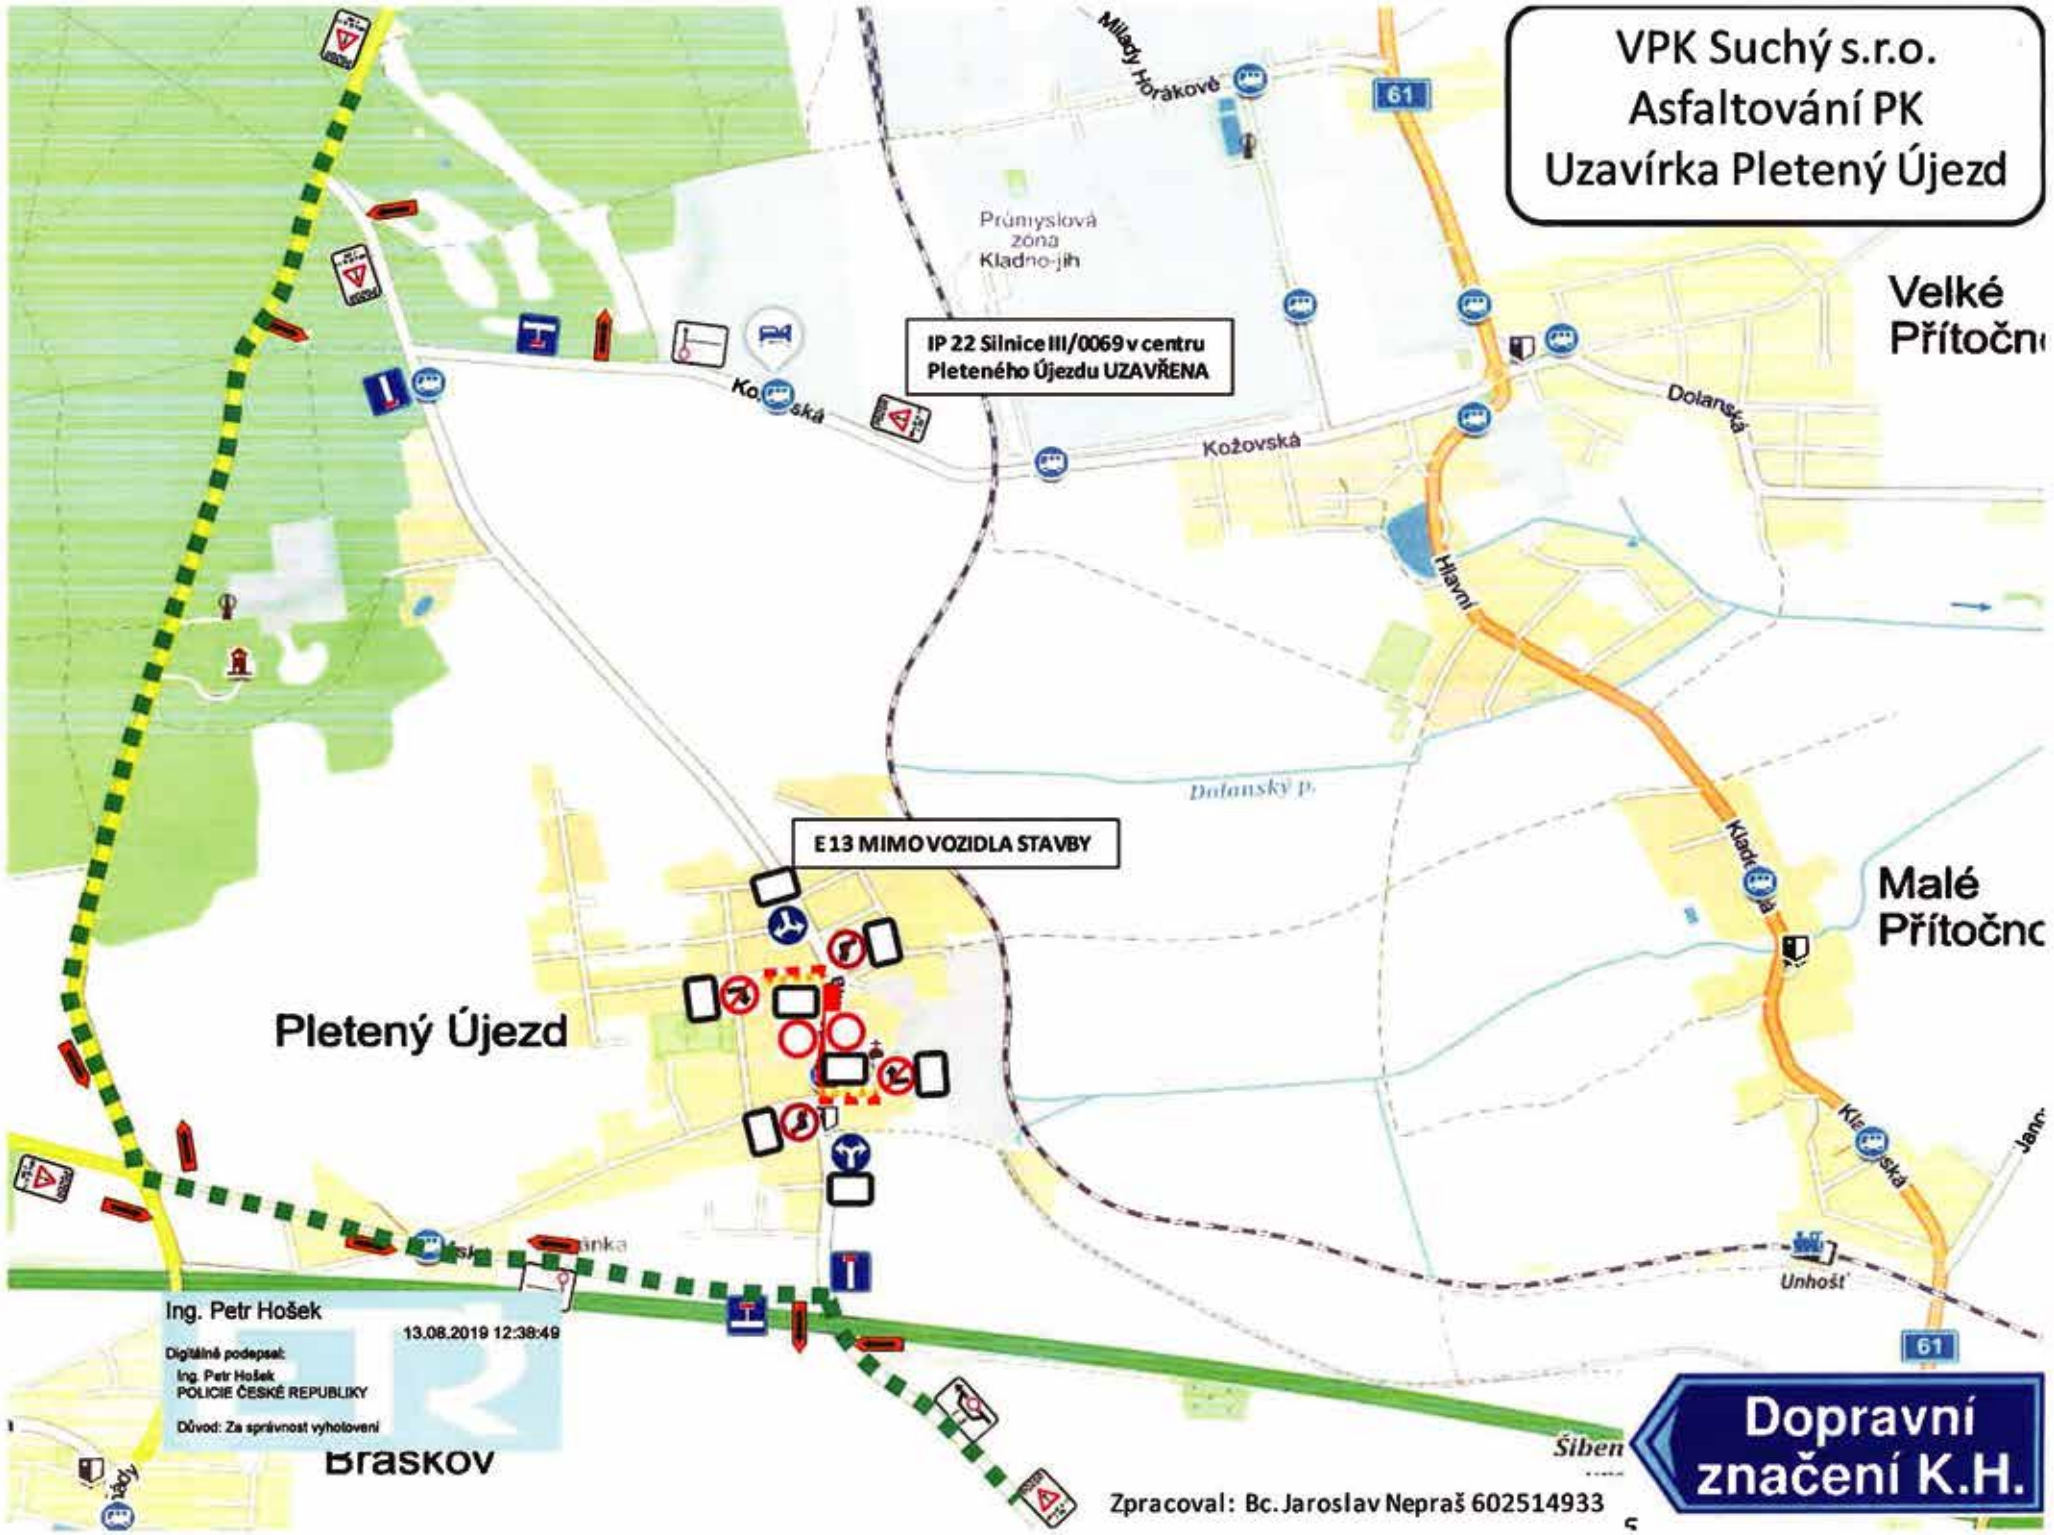 VPK Suchý s.r.o.
Asfaltování PK
Uzavírka Pletený Újezd
Milady Horákové
61
Průmyslová
zóna
Kladno-jih
Velké
Přítočn
IP 22 Silnice III/0069 v centru
Pleteného Újezdu UZAVŘENA
Dolanská
Kožovská
Hlavní
Dolanský p.
E 13 MIMO VOZIDLA STAVBY
Malé
Přítočno
Pletený Újezd
Unhošť
61
Ing. Petr Hošek
13.08.2019 12:38:49
Digitálně podepsal:
Ing. Petr Hošek
POLICIE ČESKÉ REPUBLIKY
Důvod: Za správnost vyhotovení
Braškov
Šiben
Dopravní
značení K.H.
Zpracoval: Bc. Jaroslav Nepraš 602514933